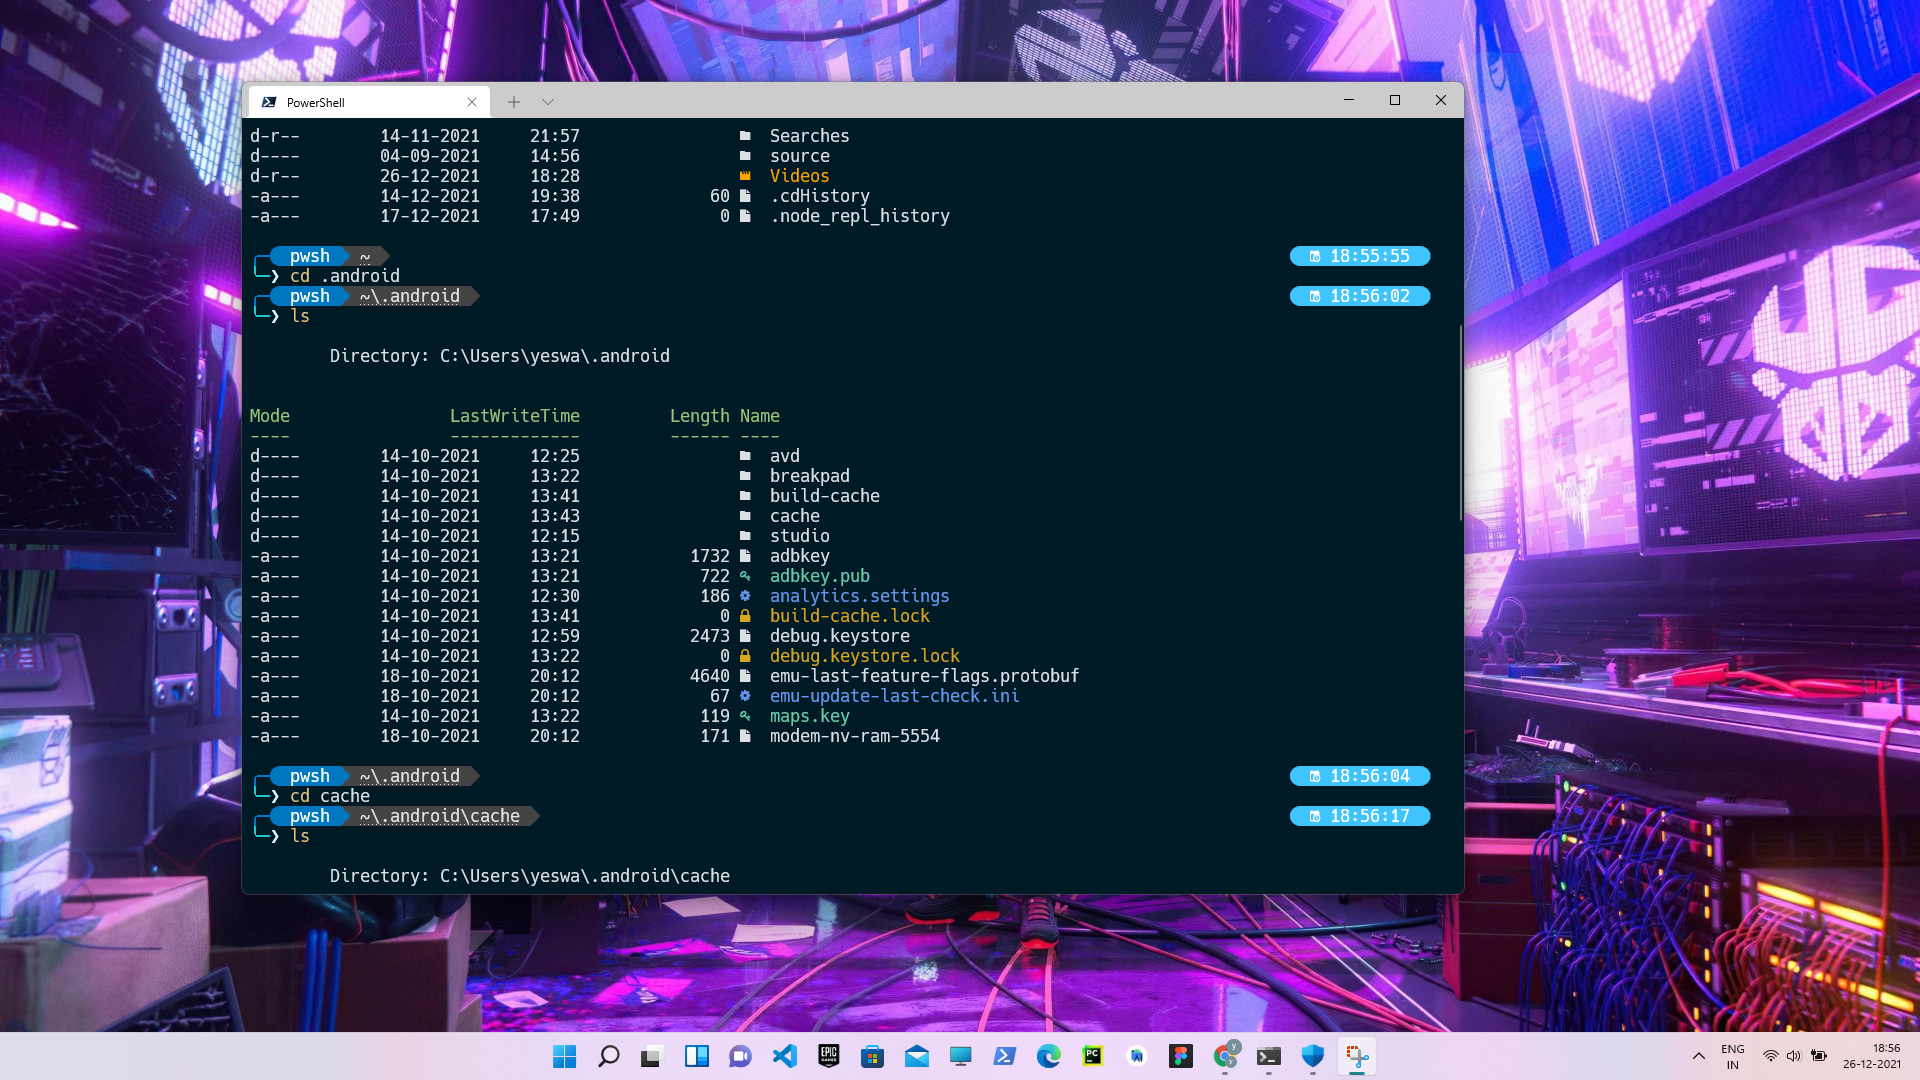 PowerShell
d-r-- 14-11-2021 21:57 Searches
d---- 04-09-2021 14:56 source
d-r-- 26-12-2021 18:28 Videos
-a--- 14-12-2021 19:38 60 .cdHistory
-a--- 17-12-2021 17:49 0 .node_repl_history
pwsh ~ 18:55:55
❯ cd .android
pwsh ~\.android 18:56:02
❯ ls
Directory: C:\Users\yeswa\.android
Mode LastWriteTime Length Name
---- ------------- ------ ----
d---- 14-10-2021 12:25 avd
d---- 14-10-2021 13:22 breakpad
d---- 14-10-2021 13:41 build-cache
d---- 14-10-2021 13:43 cache
d---- 14-10-2021 12:15 studio
-a--- 14-10-2021 13:21 1732 adbkey
-a--- 14-10-2021 13:21 722 adbkey.pub
-a--- 14-10-2021 12:30 186 analytics.settings
-a--- 14-10-2021 13:41 0 build-cache.lock
-a--- 14-10-2021 12:59 2473 debug.keystore
-a--- 14-10-2021 13:22 0 debug.keystore.lock
-a--- 18-10-2021 20:12 4640 emu-last-feature-flags.protobuf
-a--- 18-10-2021 20:12 67 emu-update-last-check.ini
-a--- 14-10-2021 13:22 119 maps.key
-a--- 18-10-2021 20:12 171 modem-nv-ram-5554
pwsh ~\.android 18:56:04
❯ cd cache
pwsh ~\.android\cache 18:56:17
❯ ls
Directory: C:\Users\yeswa\.android\cache
EPIC GAMES
PC
y
ENG
IN
18:56
26-12-2021